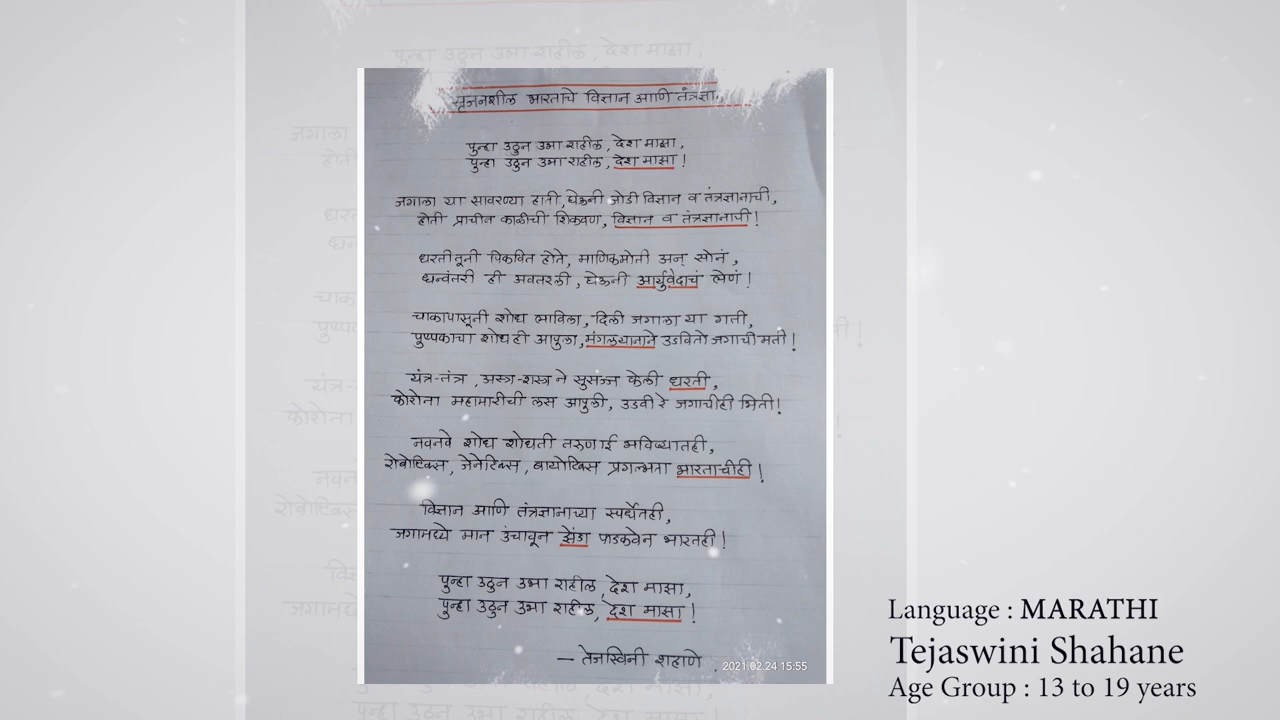 सृजनशील भारताचे विज्ञान आणि तंत्रज्ञा
पुन्हा उठुन उभा राहील, देश माझा,
पुन्हा उठुन उभा राहील, देश माझा!
जगाला या सावरण्या हाती, घेऊनी जोडी विज्ञान व तंत्रज्ञानाची,
होती प्राचीन काळीची शिकवण, विज्ञान व तंत्रज्ञानाची!
धरतीतूनी पिकवित होते, माणिकमोती अन् सोनं,
धन्वंतरी ही अवतरली, घेऊनी आर्युवेदाचं लेणं!
चाकापासूनी शोध लाविला, दिली जगाला या गती,
पुष्पकाचा शोधही आपुला, मंगळयानाने उडवितो जगाची मती!
यंत्र-तंत्र, अस्त्र-शस्त्र ने सुसज्ज केली धरती,
कोरोना महामारीची लस आपुली, उडवी रे जगाचीही भिती!
नवनवे शोध शोधती तरुणाई भविष्यातही,
रोबोटिक्स, जेनेटिक्स, बायोटिक्स प्रगल्भता भारताचीही!
विज्ञान आणि तंत्रज्ञानाच्या स्पर्धेतही,
जगामध्ये मान उंचावून झेंडा फडकवेन भारतही!
पुन्हा उठुन उभा राहील, देश माझा,
पुन्हा उठुन उभा राहील, देश माझा!
– तेजस्विनी शहाणे
2021.02.24 15:55
Language : MARATHI
Tejaswini Shahane
Age Group : 13 to 19 years